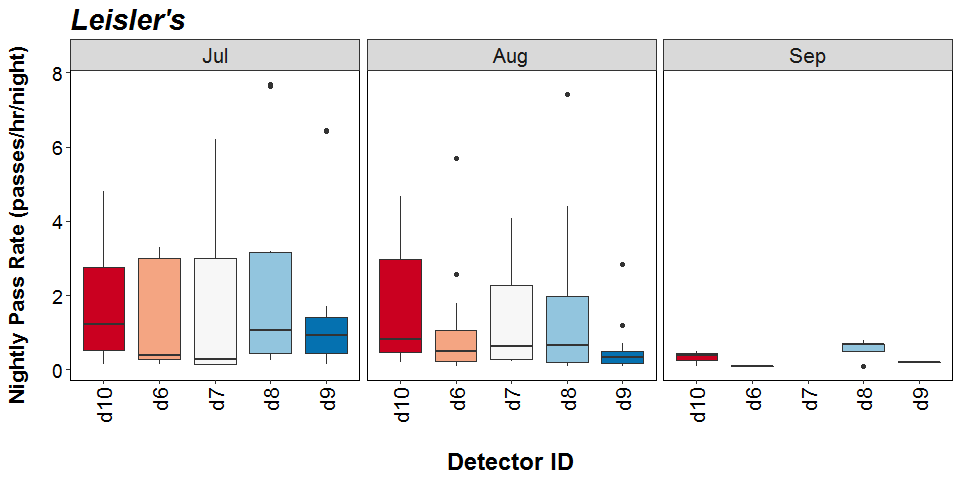 Leisler's
Jul Aug Sep
Nightly Pass Rate (passes/hr/night)
8
6
4
2
0
d10 d6 d7 d8 d9 d10 d6 d7 d8 d9 d10 d6 d7 d8 d9
Detector ID